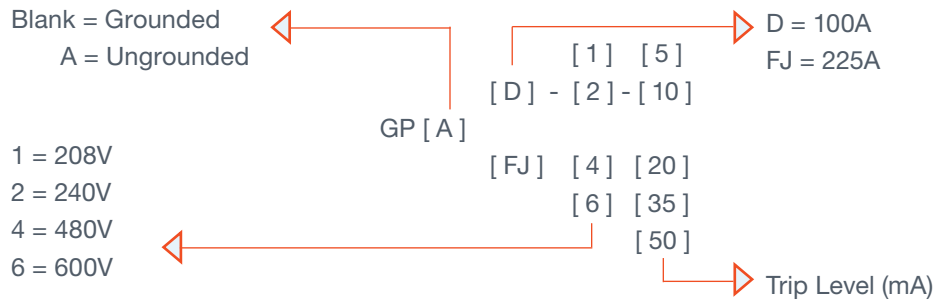 Blank = Grounded
A = Ungrounded
D = 100A
FJ = 225A
[ 1 ] [ 5 ]
[ D ] - [ 2 ] - [ 10 ]
GP [ A ]
[ FJ ] [ 4 ] [ 20 ]
[ 6 ] [ 35 ]
[ 50 ]
1 = 208V
2 = 240V
4 = 480V
6 = 600V
Trip Level (mA)